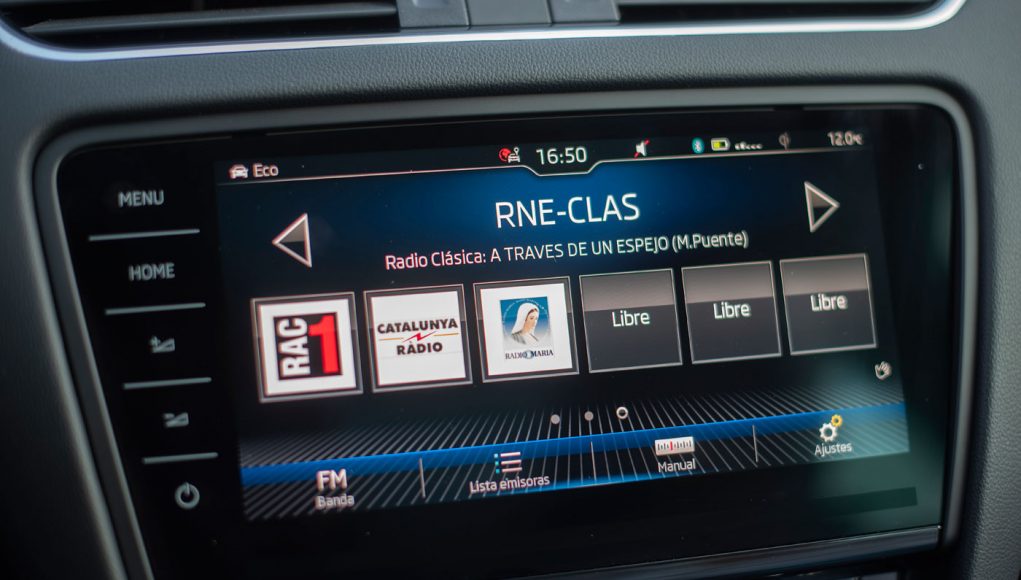 Eco
16:50
12.0°C
MENU
RNE-CLAS
Radio Clásica: A TRAVES DE UN ESPEJO (M.Puente)
HOME
RAC 1
CATALUNYA RÀDIO
RADIO MARIA
Libre
Libre
Libre
FM
Banda
Lista emisoras
Manual
Ajustes